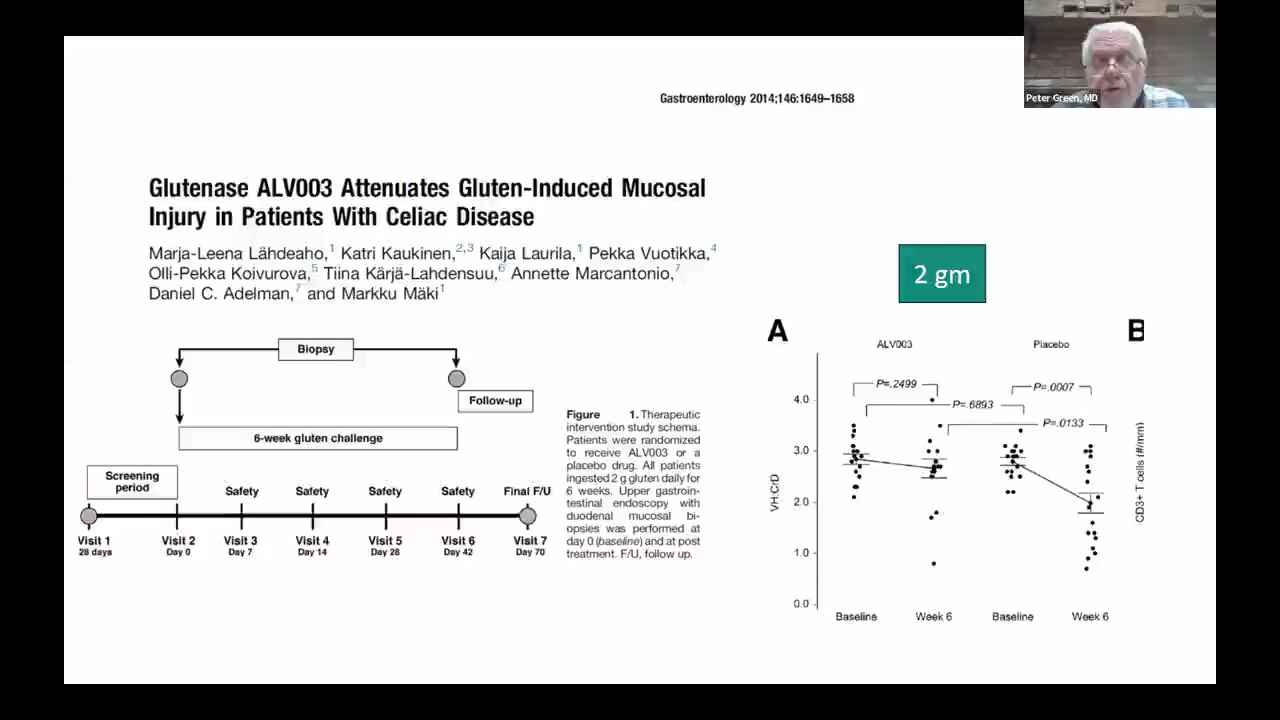 Peter Green, MD
Gastroenterology 2014;146:1649–1658
Glutenase ALV003 Attenuates Gluten-Induced Mucosal
Injury in Patients With Celiac Disease
Marja-Leena Lähdeaho,1 Katri Kaukinen,2,3 Kaija Laurila,1 Pekka Vuotikka,4
Olli-Pekka Koivurova,5 Tiina Kärjä-Lahdensuu,6 Annette Marcantonio,7
Daniel C. Adelman,7 and Markku Mäki1
2 gm
Biopsy
Follow-up
6-week gluten challenge
Screening
period
Safety
Safety
Safety
Safety
Final F/U
Visit 1
28 days
Visit 2
Day 0
Visit 3
Day 7
Visit 4
Day 14
Visit 5
Day 28
Visit 6
Day 42
Visit 7
Day 70
Figure 1. Therapeutic
intervention study schema.
Patients were randomized
to receive ALV003 or a
placebo drug. All patients
ingested 2 g gluten daily for
6 weeks. Upper gastroin-
testinal endoscopy with
duodenal mucosal bi-
opsies was performed at
day 0 (baseline) and at post
treatment. F/U, follow up.
A
B
ALV003
Placebo
P=.2499
P=.0007
P=.6893
P=.0133
4.0
3.0
2.0
1.0
0.0
VH:CrD
CD3+ T cells (#/mm)
Baseline
Week 6
Baseline
Week 6